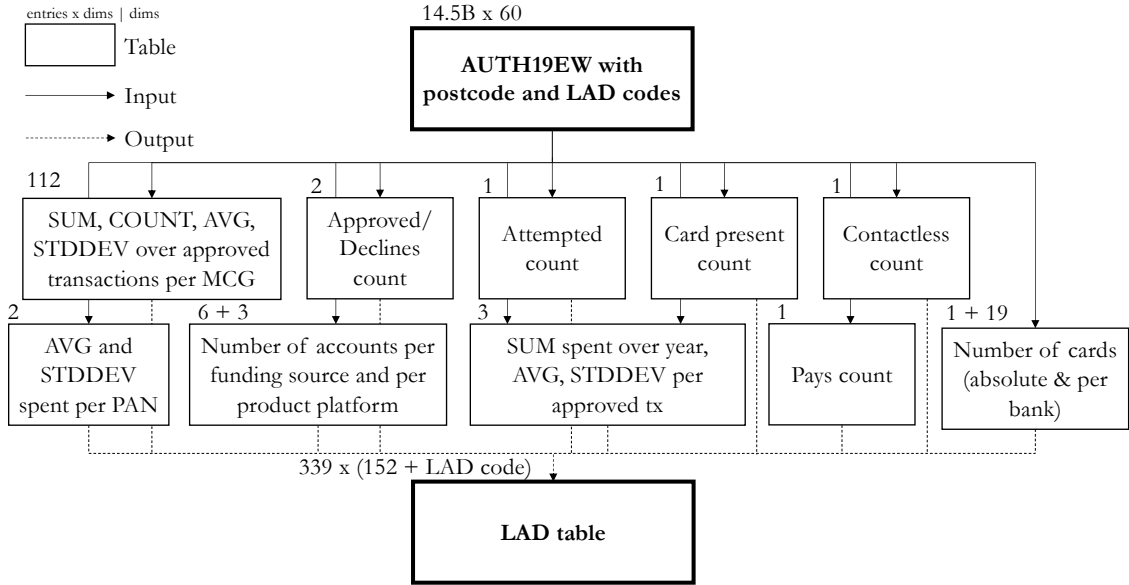 entries x dims | dims
Table
Input
Output
14.5B x 60
AUTH19EW with
postcode and LAD codes
112
SUM, COUNT, AVG,
STDDEV over approved
transactions per MCG
2
Approved/
Declines
count
1
Attempted
count
1
Card present
count
1
Contactless
count
2
AVG and
STDDEV
spent per PAN
6 + 3
Number of accounts per
funding source and per
product platform
3
SUM spent over year,
AVG, STDDEV per
approved tx
1
Pays count
1 + 19
Number of cards
(absolute & per
bank)
339 x (152 + LAD code)
LAD table